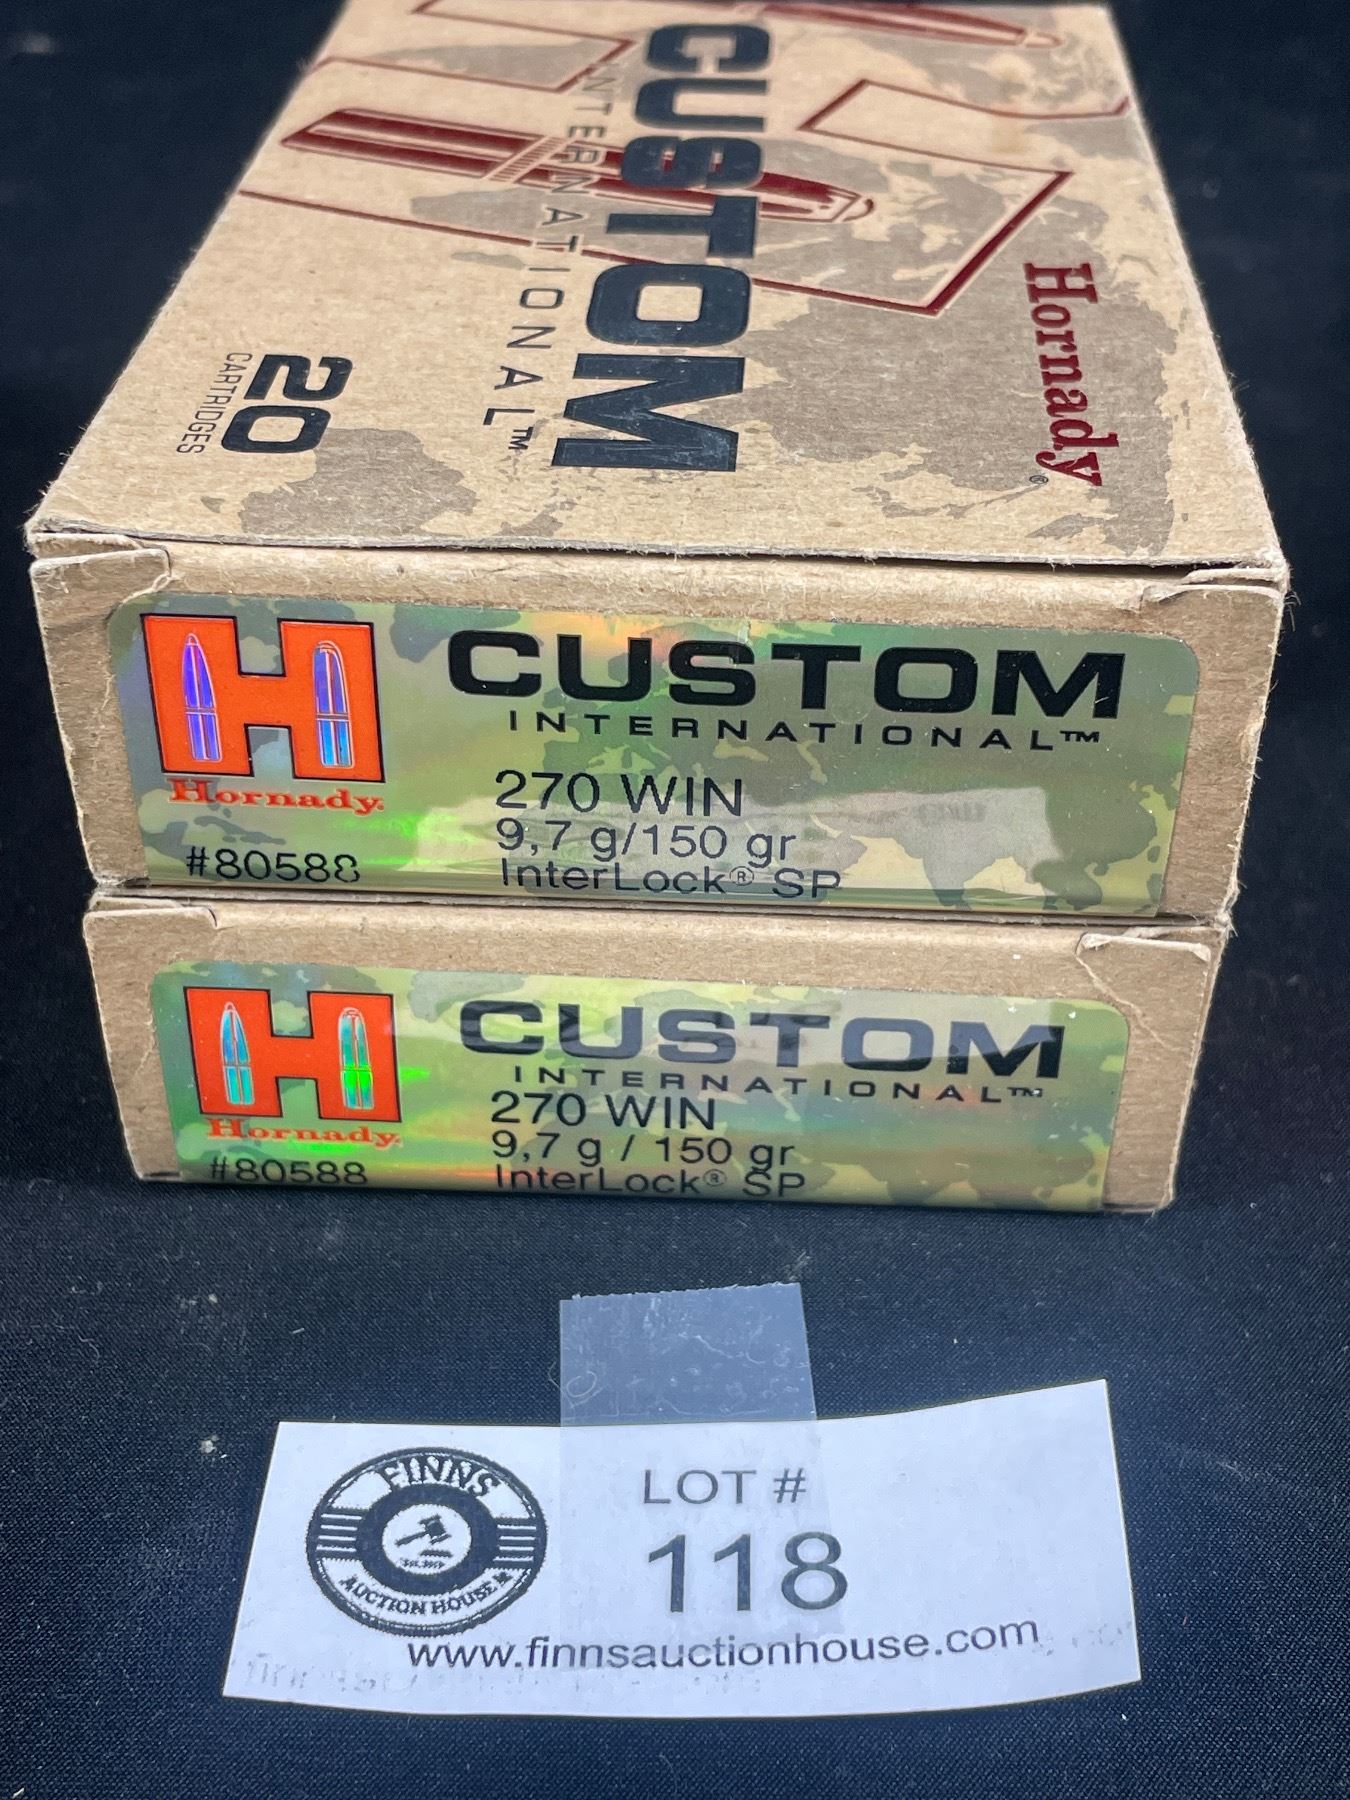 CUSTOM
INTERNATIONAL™
Hornady®
20
CARTRIDGES
CUSTOM
INTERNATIONAL™
Hornady.
#80588
270 WIN
9,7 g/150 gr
InterLock® SP
CUSTOM
INTERNATIONAL™
Hornady.
#80588
270 WIN
9,7 g / 150 gr
InterLock® SP
FINNS
AUCTION HOUSE
LOT #
118
www.finnsauctionhouse.com